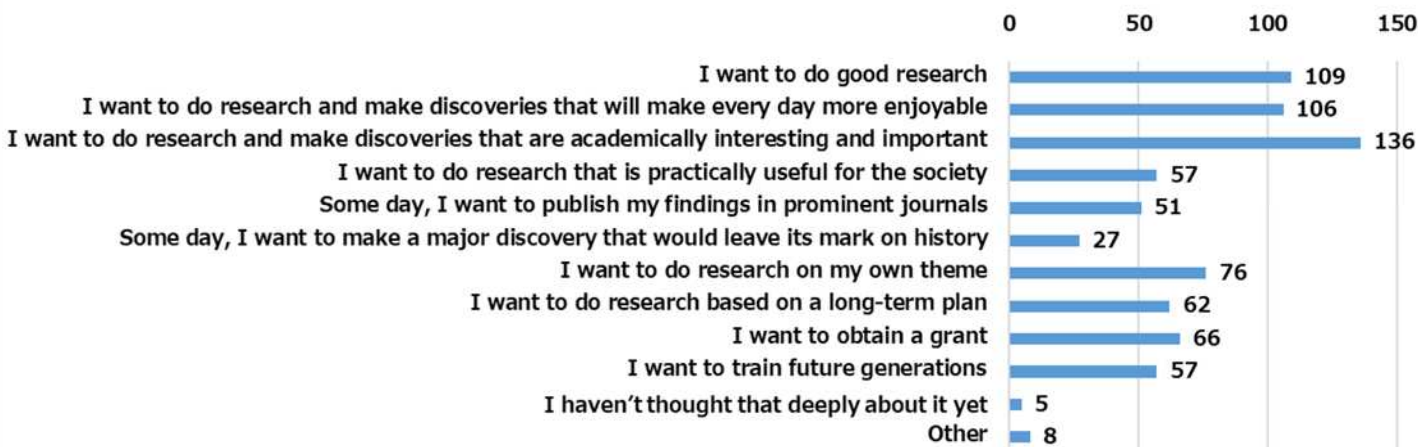 0 50 100 150
I want to do good research 109
I want to do research and make discoveries that will make every day more enjoyable 106
I want to do research and make discoveries that are academically interesting and important 136
I want to do research that is practically useful for the society 57
Some day, I want to publish my findings in prominent journals 51
Some day, I want to make a major discovery that would leave its mark on history 27
I want to do research on my own theme 76
I want to do research based on a long-term plan 62
I want to obtain a grant 66
I want to train future generations 57
I haven't thought that deeply about it yet 5
Other 8